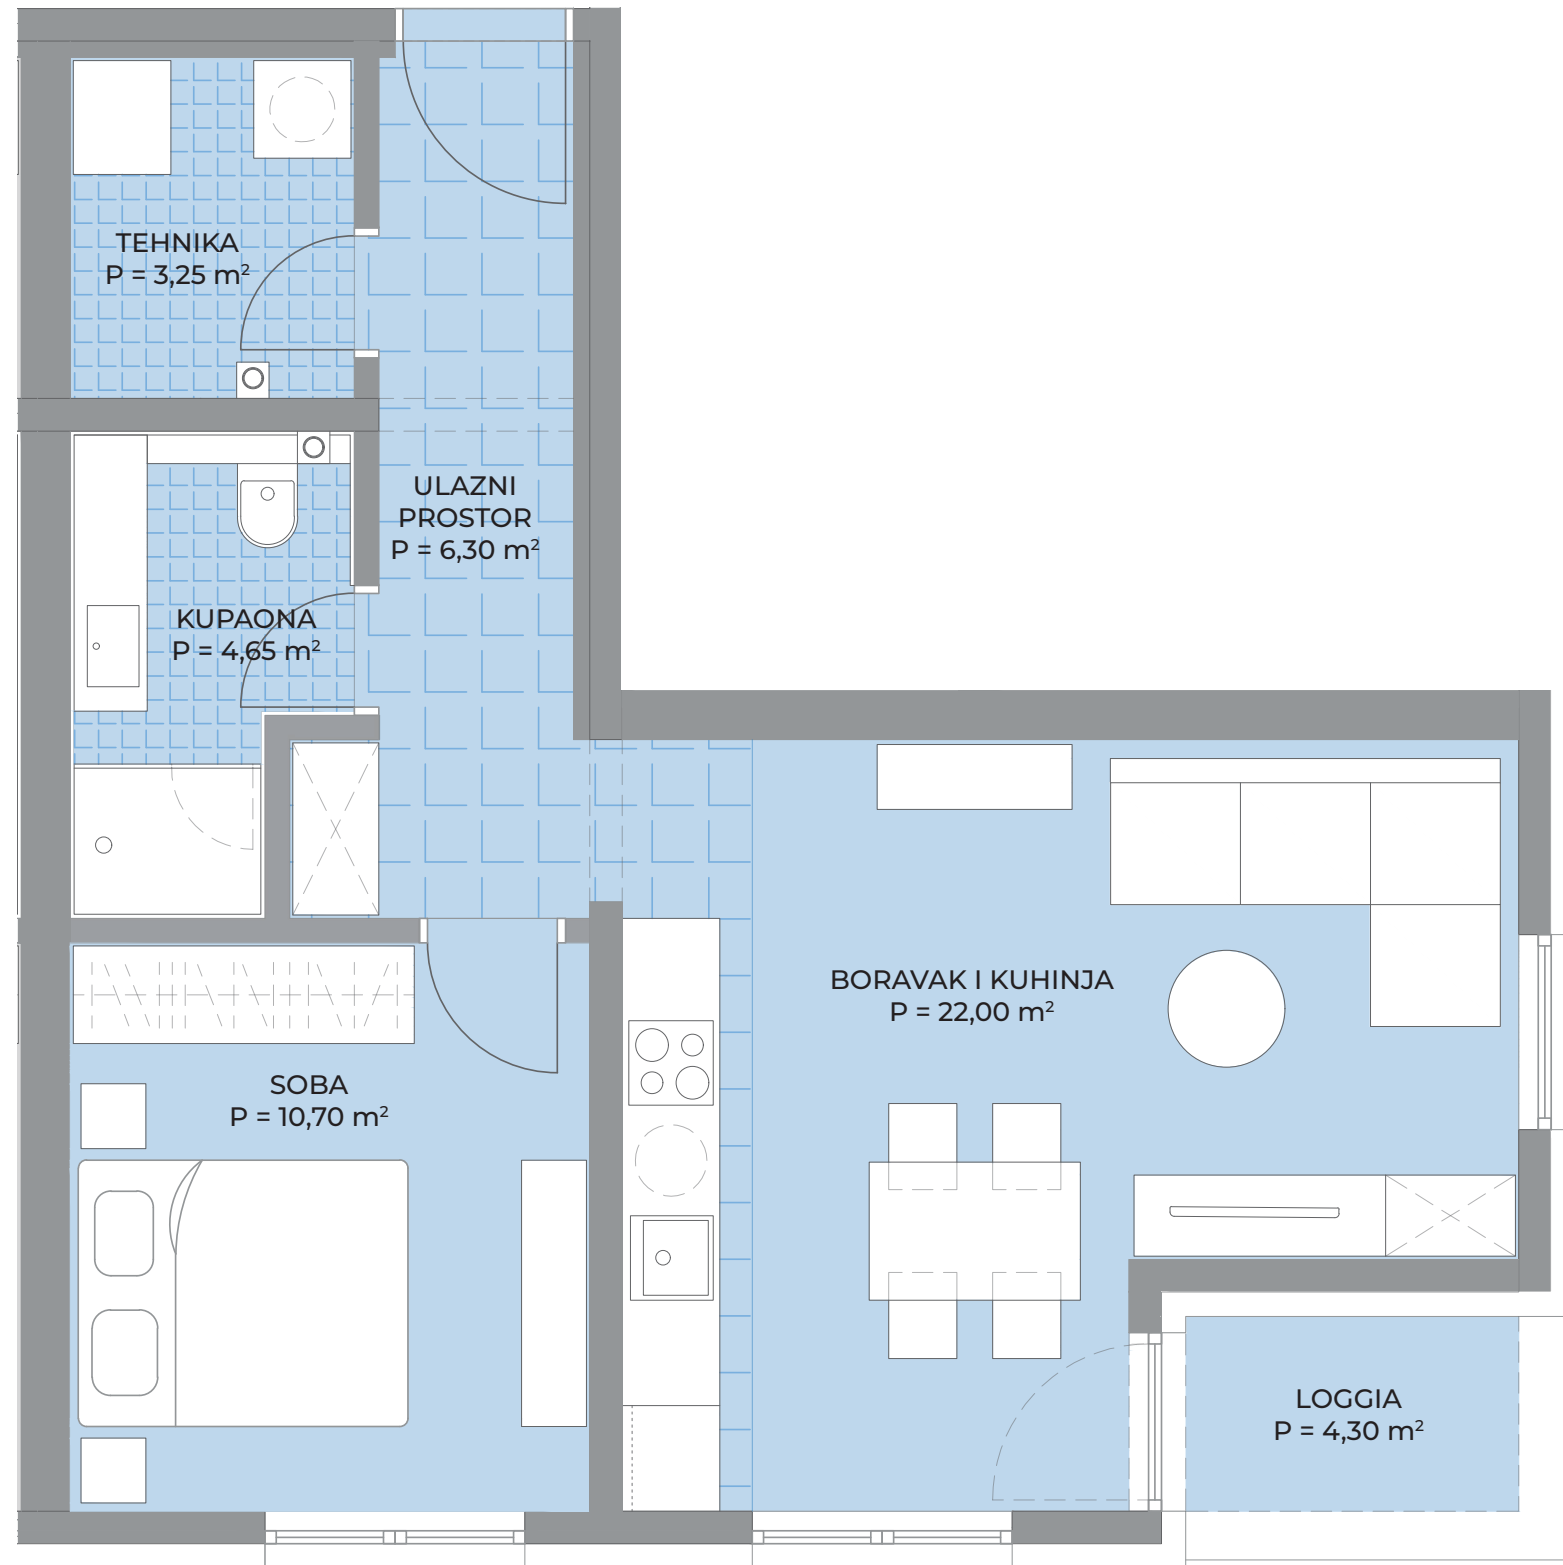 TEHNIKA
P = 3,25 m²
ULAZNI
PROSTOR
P = 6,30 m²
KUPAONA
P = 4,65 m²
BORAVAK I KUHINJA
P = 22,00 m²
SOBA
P = 10,70 m²
LOGGIA
P = 4,30 m²